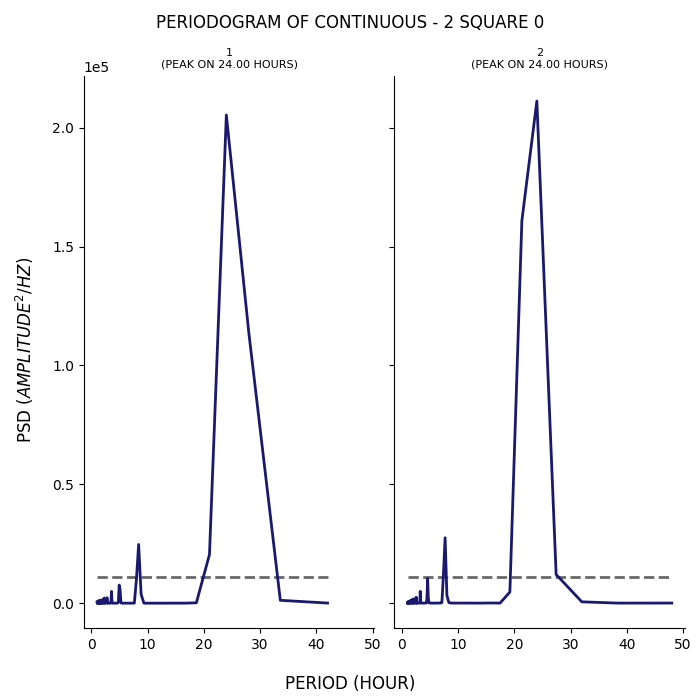 PERIODOGRAM OF CONTINUOUS - 2 SQUARE 0
1
(PEAK ON 24.00 HOURS)
2
(PEAK ON 24.00 HOURS)
1e5
2.0
1.5
1.0
0.5
0.0
PSD (AMPLITUDE²/HZ)
0 10 20 30 40 50
0 10 20 30 40 50
PERIOD (HOUR)